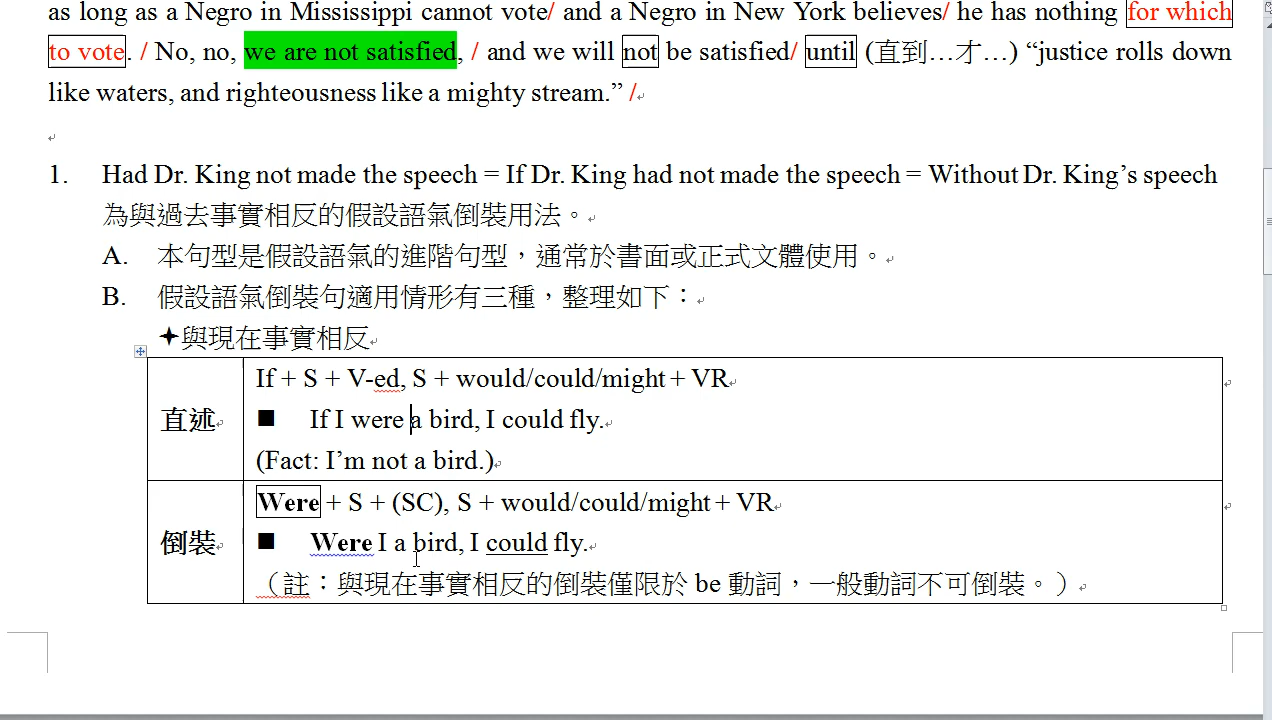 as long as a Negro in Mississippi cannot vote/ and a Negro in New York believes/ he has nothing for which
to vote. / No, no, we are not satisfied, / and we will not be satisfied/ until (直到…才…) “justice rolls down
like waters, and righteousness like a mighty stream.” /
1. Had Dr. King not made the speech = If Dr. King had not made the speech = Without Dr. King’s speech
為與過去事實相反的假設語氣倒裝用法。
A. 本句型是假設語氣的進階句型，通常於書面或正式文體使用。
B. 假設語氣倒裝句適用情形有三種，整理如下：
✦與現在事實相反
直述
If + S + V-ed, S + would/could/might + VR
■ If I were a bird, I could fly.
(Fact: I’m not a bird.)
倒裝
Were + S + (SC), S + would/could/might + VR
■ Were I a bird, I could fly.
（註：與現在事實相反的倒裝僅限於 be 動詞，一般動詞不可倒裝。）